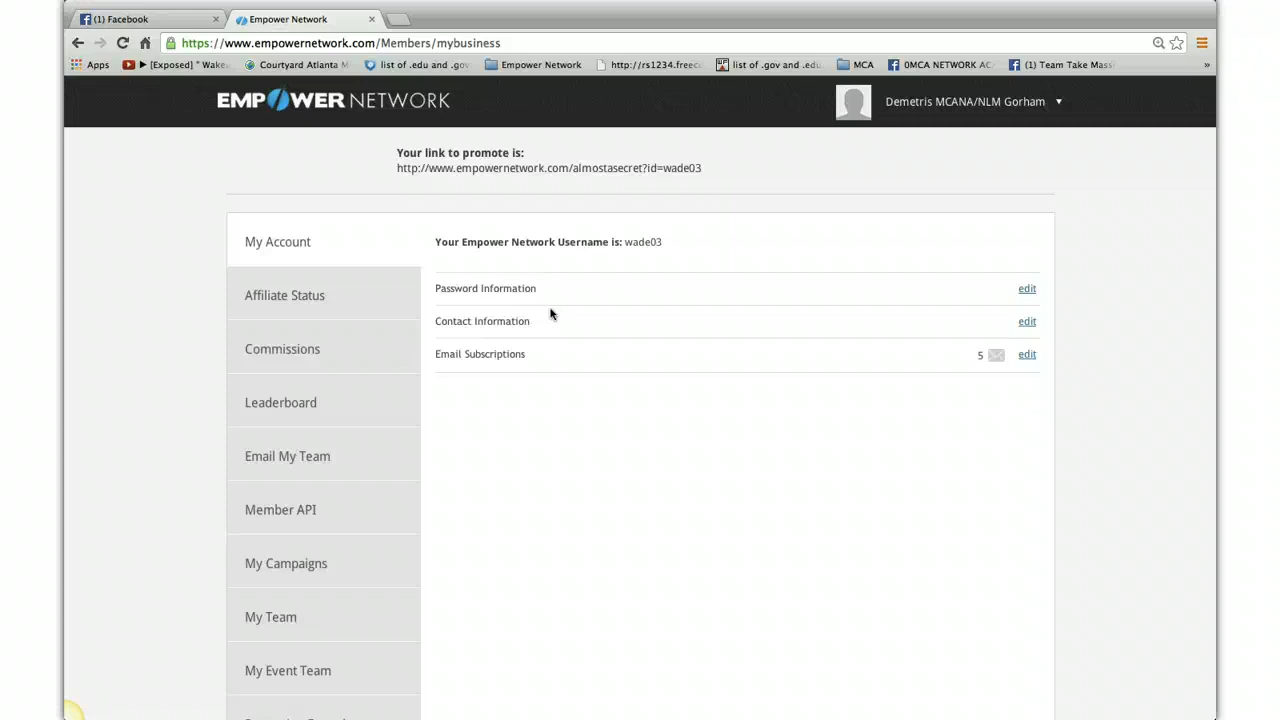 (1) Facebook
Empower Network
https://www.empowernetwork.com/Members/mybusiness
Apps
[Exposed] " Wake
Courtyard Atlanta M
list of .edu and .gov
Empower Network
http://rs1234.freec
list of .gov and .edu
MCA
0MCA NETWORK AC
(1) Team Take Mass
»
EMPOWER NETWORK
Demetris MCANA/NLM Gorham
Your link to promote is:
http://www.empowernetwork.com/almostasecret?id=wade03
My Account
Your Empower Network Username is: wade03
Password Information
edit
Contact Information
edit
Email Subscriptions
5
edit
Affiliate Status
Commissions
Leaderboard
Email My Team
Member API
My Campaigns
My Team
My Event Team